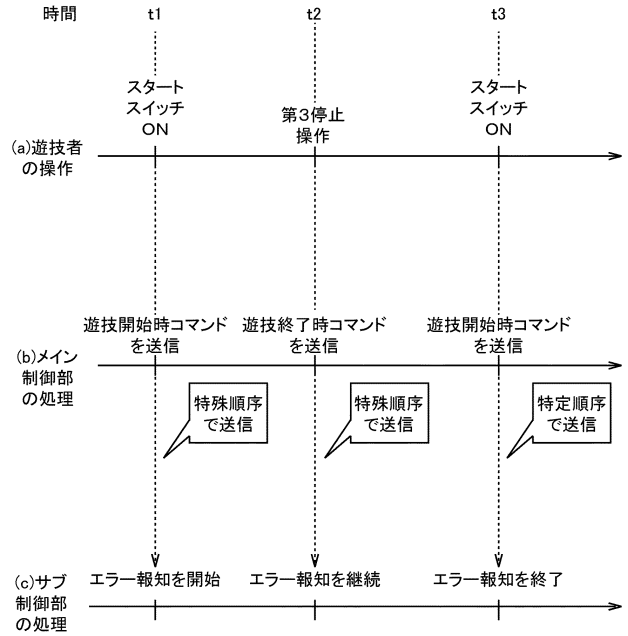 時間 t1 t2 t3
スタート
スイッチ
ON
第3停止
操作
スタート
スイッチ
ON
(a)遊技者
の操作
遊技開始時コマンド
を送信
遊技終了時コマンド
を送信
遊技開始時コマンド
を送信
(b)メイン
制御部
の処理
特殊順序
で送信
特殊順序
で送信
特定順序
で送信
エラー報知を開始
エラー報知を継続
エラー報知を終了
(c)サブ
制御部
の処理